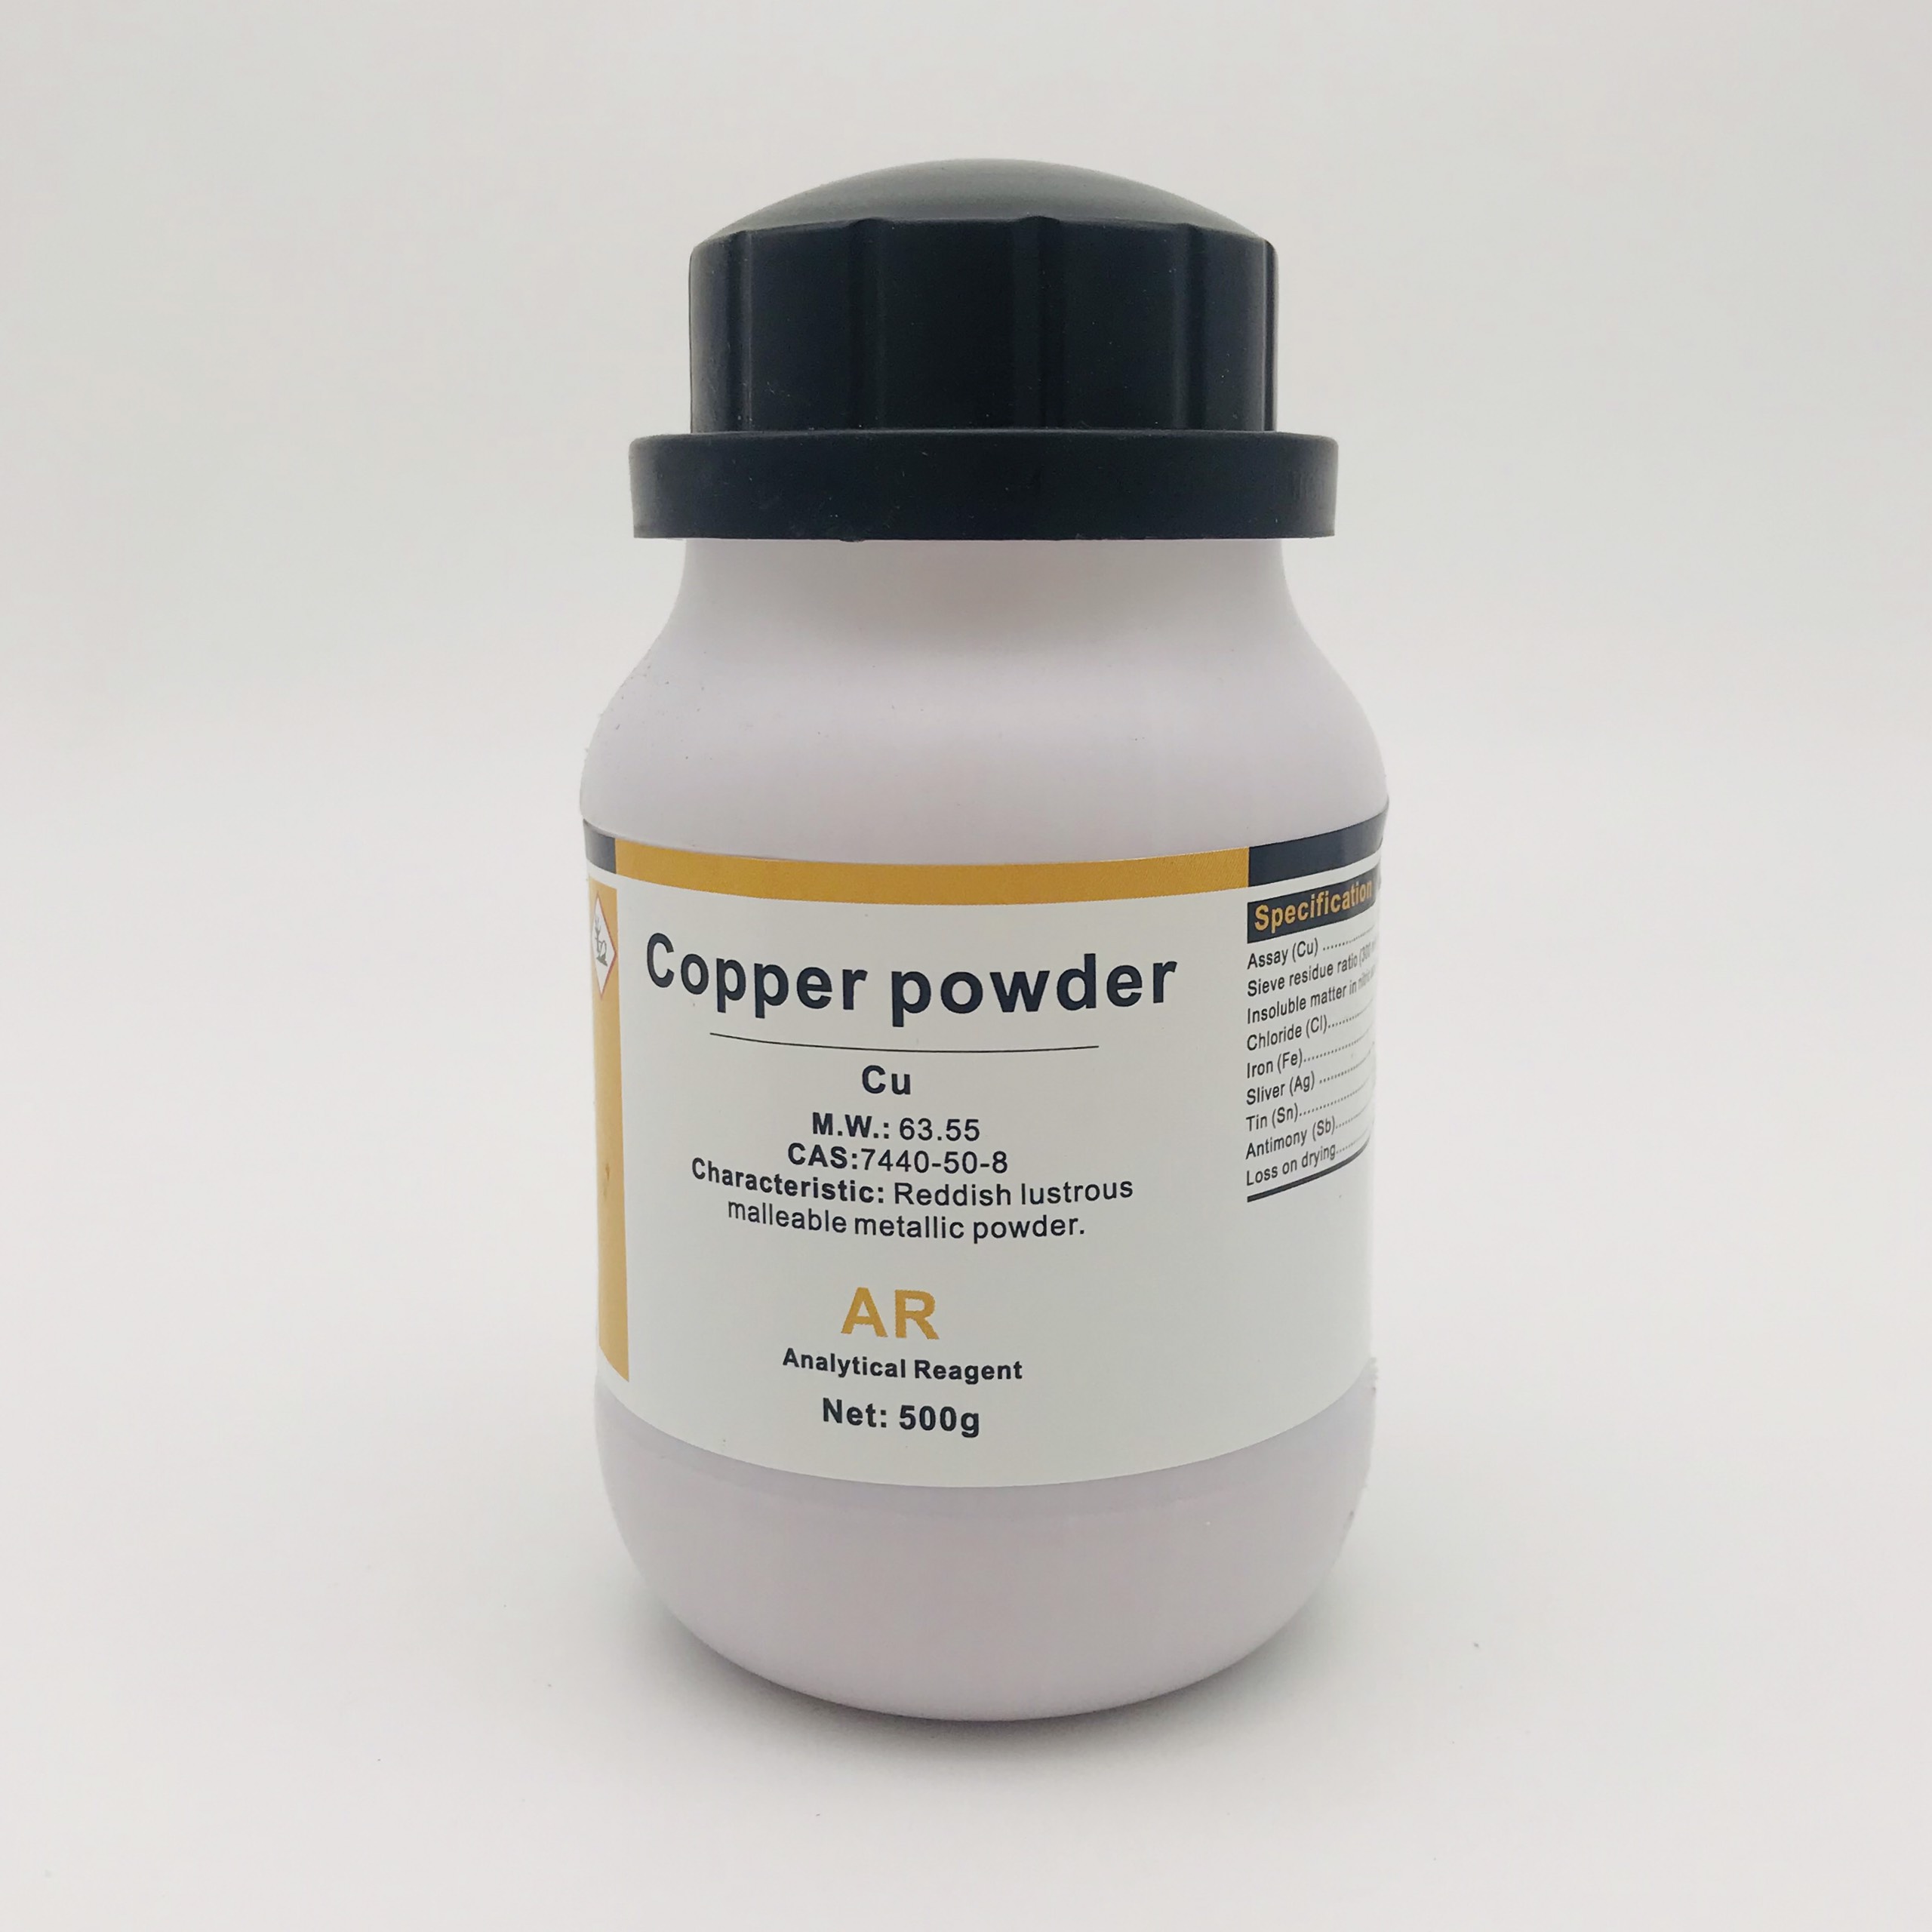 Copper powder
Cu
M.W.: 63.55
CAS:7440-50-8
Characteristic: Reddish lustrous
malleable metallic powder.
AR
Analytical Reagent
Net: 500g
Specification
Assay (Cu)
Sieve residue ratio
Insoluble matter in
Chloride (Cl)
Iron (Fe)
Sliver (Ag)
Tin (Sn)
Antimony (Sb)
Loss on drying